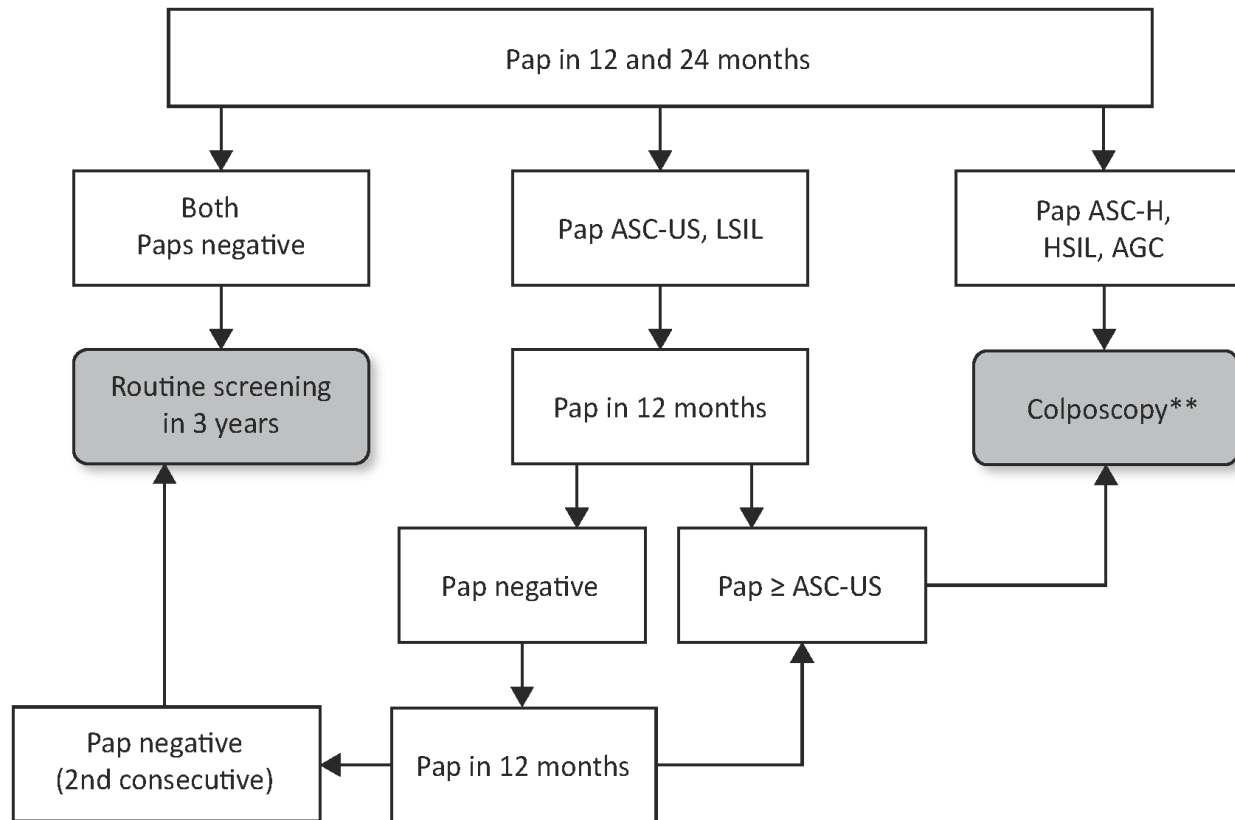 Pap in 12 and 24 months
Both
Paps negative
Pap ASC-US, LSIL
Pap ASC-H,
HSIL, AGC
Routine screening
in 3 years
Pap in 12 months
Colposcopy**
Pap negative
Pap ≥ ASC-US
Pap negative
(2nd consecutive)
Pap in 12 months